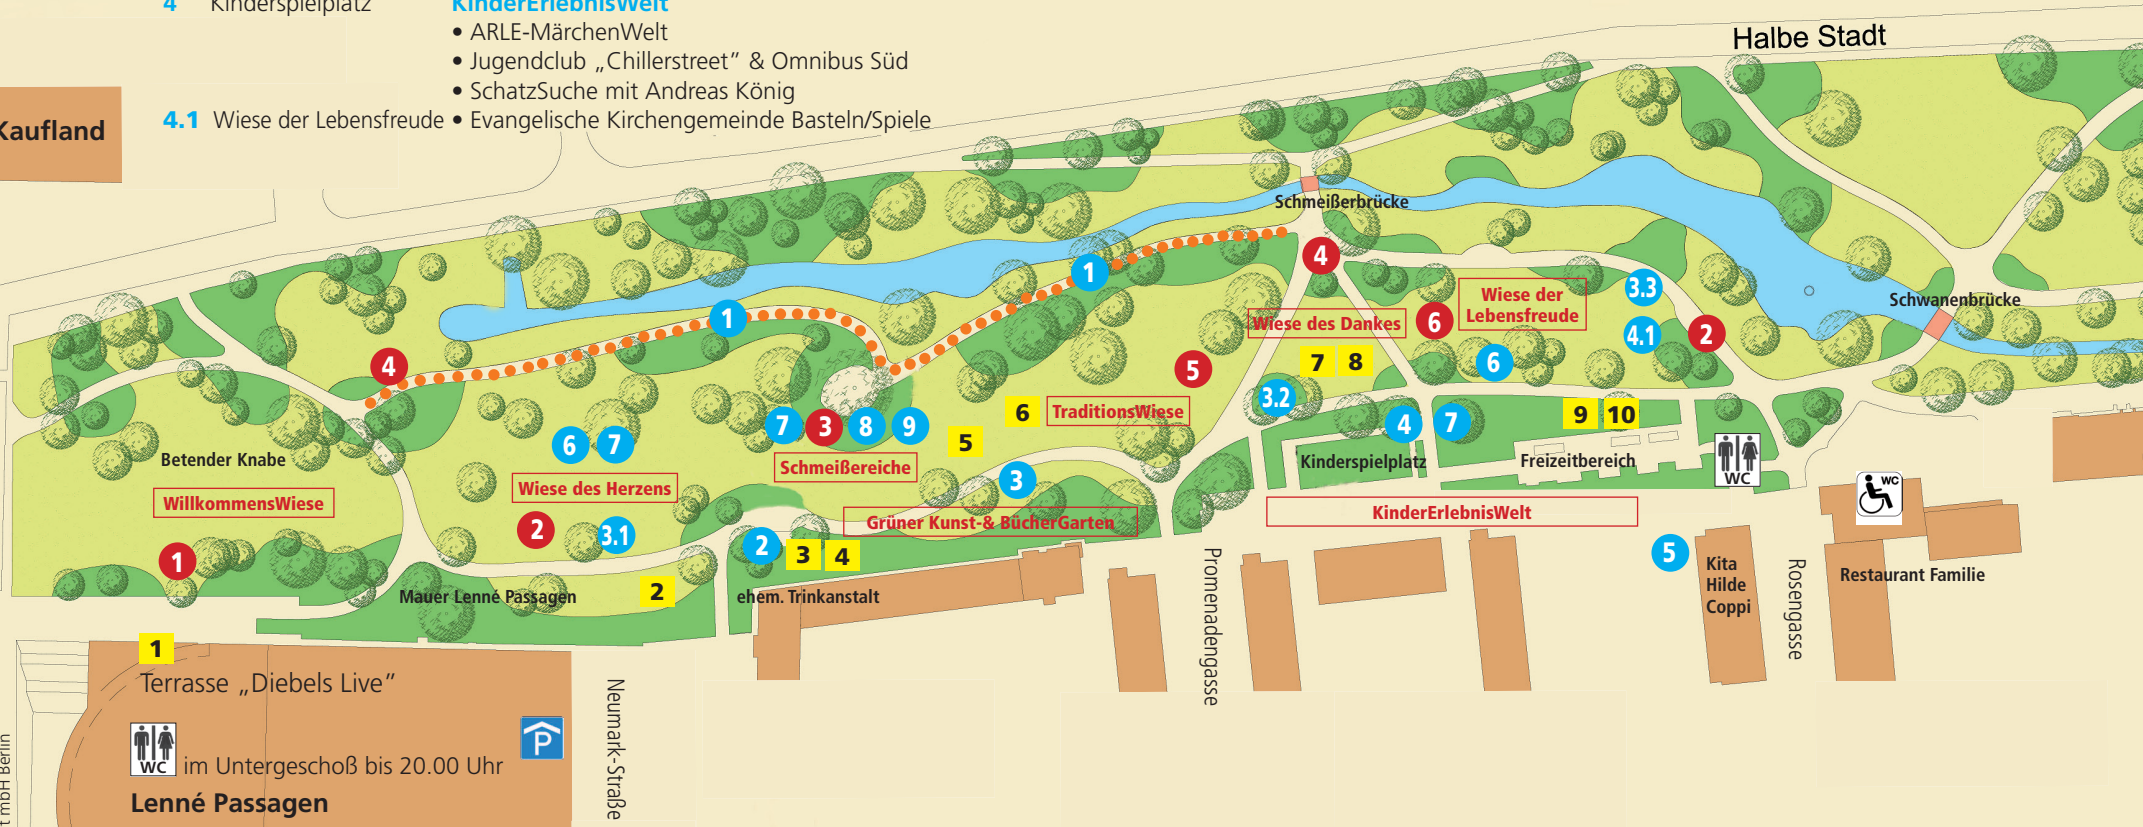 4 Kinderspielplatz
KinderErlebnisWelt
• ARLE-MärchenWelt
• Jugendclub „Chillerstreet” & Omnibus Süd
• SchatzSuche mit Andreas König
4.1 Wiese der Lebensfreude • Evangelische Kirchengemeinde Basteln/Spiele
Kaufland
Halbe Stadt
Schmeißerbrücke
4
1
3.3
Wiese der
Lebensfreude
Schwanenbrücke
1
Wiese des Dankes
6
4.1
2
4
5
7
8
6
3.2
7
3
8
9
6
TraditionsWiese
4
7
9
10
6
7
5
Betender Knabe
Schmeißereiche
Kinderspielplatz
Freizeitbereich
WC
3
Wiese des Herzens
WillkommensWiese
WC
Grüner Kunst-& BücherGarten
KinderErlebnisWelt
2
3.1
2
3
4
1
5
Kita
Hilde
Coppi
Restaurant Familie
2
Mauer Lenné Passagen
ehem. Trinkanstalt
Promenadengasse
Rosengasse
1
Terrasse „Diebels Live”
Neumark-Straße
P
WC
im Untergeschoß bis 20.00 Uhr
Lenné Passagen
t mbH Berlin